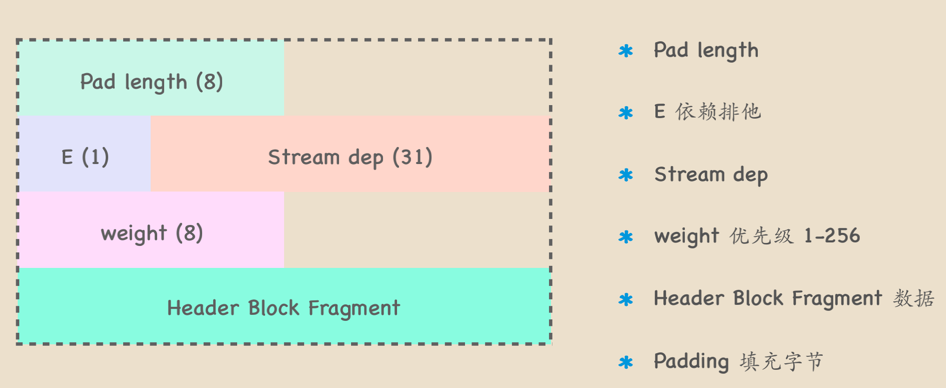 Pad length (8)
E (1)
Stream dep (31)
weight (8)
Header Block Fragment
* Pad length
* E 依赖排他
* Stream dep
* weight 优先级 1-256
* Header Block Fragment 数据
* Padding 填充字节